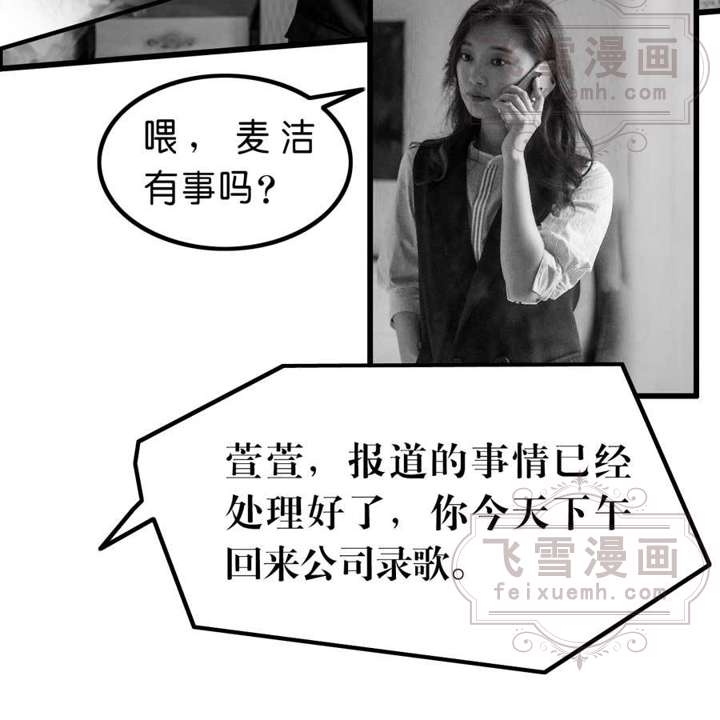 飞雪漫画
feixuemh.com
喂，麦洁
有事吗？
萱萱，报道的事情已经
处理好了，你今天下午
回来公司录歌。
飞雪漫画
feixuemh.com